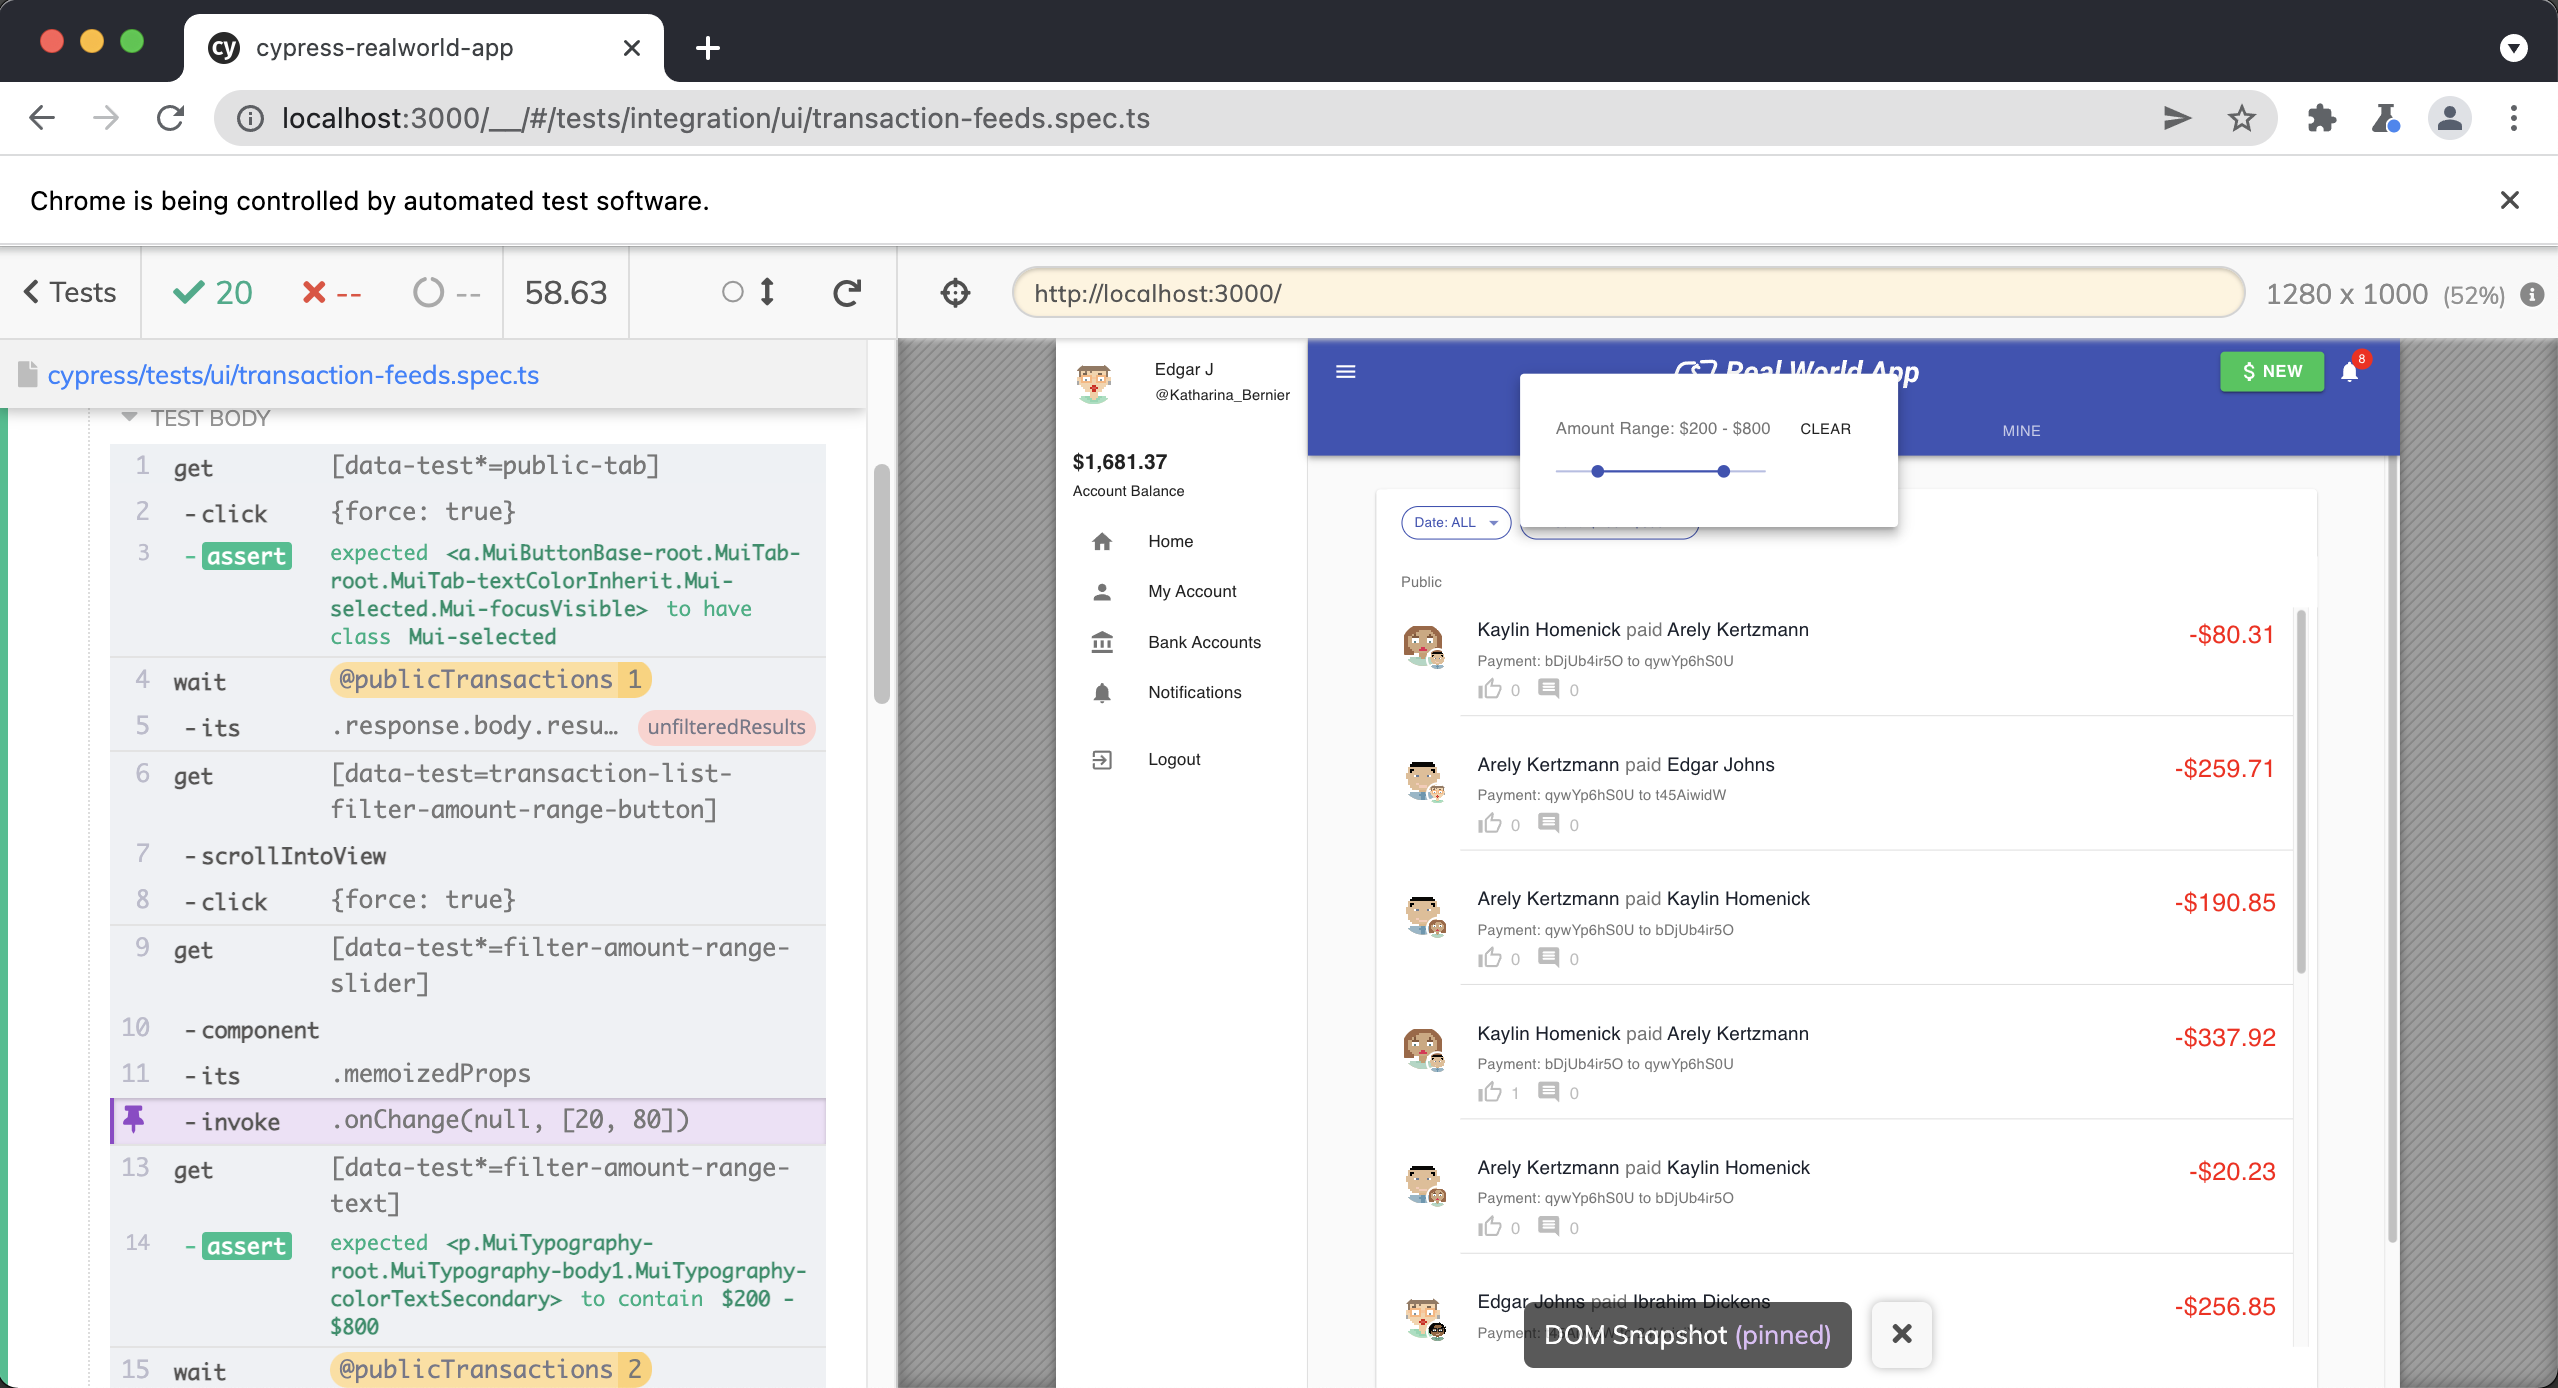 cy cypress-realworld-app
localhost:3000/__/#/tests/integration/ui/transaction-feeds.spec.ts
Chrome is being controlled by automated test software.
Tests
20
--
--
58.63
http://localhost:3000/
1280 x 1000 (52%)
cypress/tests/ui/transaction-feeds.spec.ts
TEST BODY
1 get [data-test*=public-tab]
2 -click {force: true}
3 -assert expected <a.MuiButtonBase-root.MuiTab-
root.MuiTab-textColorInherit.Mui-
selected.Mui-focusVisible> to have
class Mui-selected
4 wait @publicTransactions 1
5 -its .response.body.resu… unfilteredResults
6 get [data-test=transaction-list-
filter-amount-range-button]
7 -scrollIntoView
8 -click {force: true}
9 get [data-test*=filter-amount-range-
slider]
10 -component
11 -its .memoizedProps
-invoke .onChange(null, [20, 80])
13 get [data-test*=filter-amount-range-
text]
14 -assert expected <p.MuiTypography-
root.MuiTypography-body1.MuiTypography-
colorTextSecondary> to contain $200 -
$800
15 wait @publicTransactions 2
Edgar J
@Katharina_Bernier
$1,681.37
Account Balance
Home
My Account
Bank Accounts
Notifications
Logout
Real World App
$ NEW
8
MINE
Amount Range: $200 - $800 CLEAR
Date: ALL
Public
Kaylin Homenick paid Arely Kertzmann
-$80.31
Payment: bDjUb4ir5O to qywYp6hS0U
0 0
Arely Kertzmann paid Edgar Johns
-$259.71
Payment: qywYp6hS0U to t45AiwidW
0 0
Arely Kertzmann paid Kaylin Homenick
-$190.85
Payment: qywYp6hS0U to bDjUb4ir5O
0 0
Kaylin Homenick paid Arely Kertzmann
-$337.92
Payment: bDjUb4ir5O to qywYp6hS0U
1 0
Arely Kertzmann paid Kaylin Homenick
-$20.23
Payment: qywYp6hS0U to bDjUb4ir5O
0 0
Edgar Johns paid Ibrahim Dickens
-$256.85
DOM Snapshot (pinned)